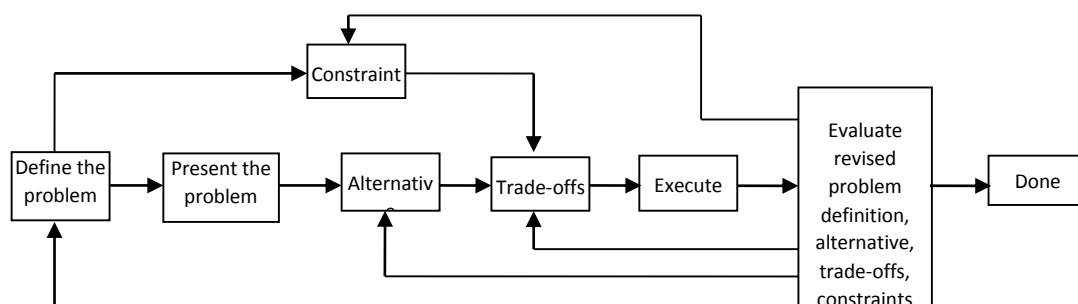 Constraint
Define the
problem
Present the
problem
Alternativ
Trade-offs
Execute
Evaluate
revised
problem
definition,
alternative,
trade-offs,
constraints
Done